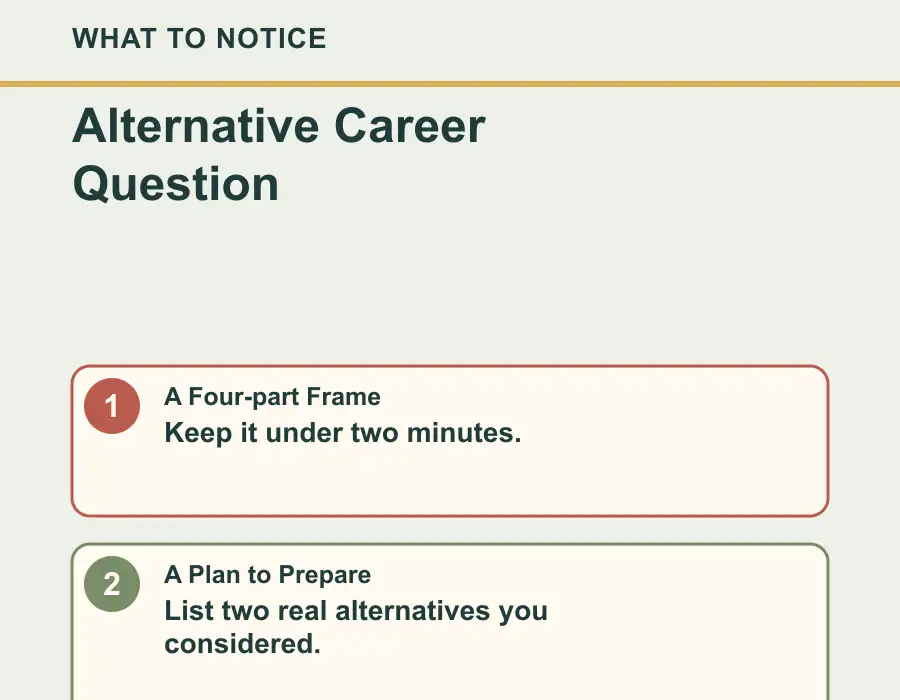 WHAT TO NOTICE
Alternative Career
Question
1
A Four-part Frame
Keep it under two minutes.
2
A Plan to Prepare
List two real alternatives you
considered.